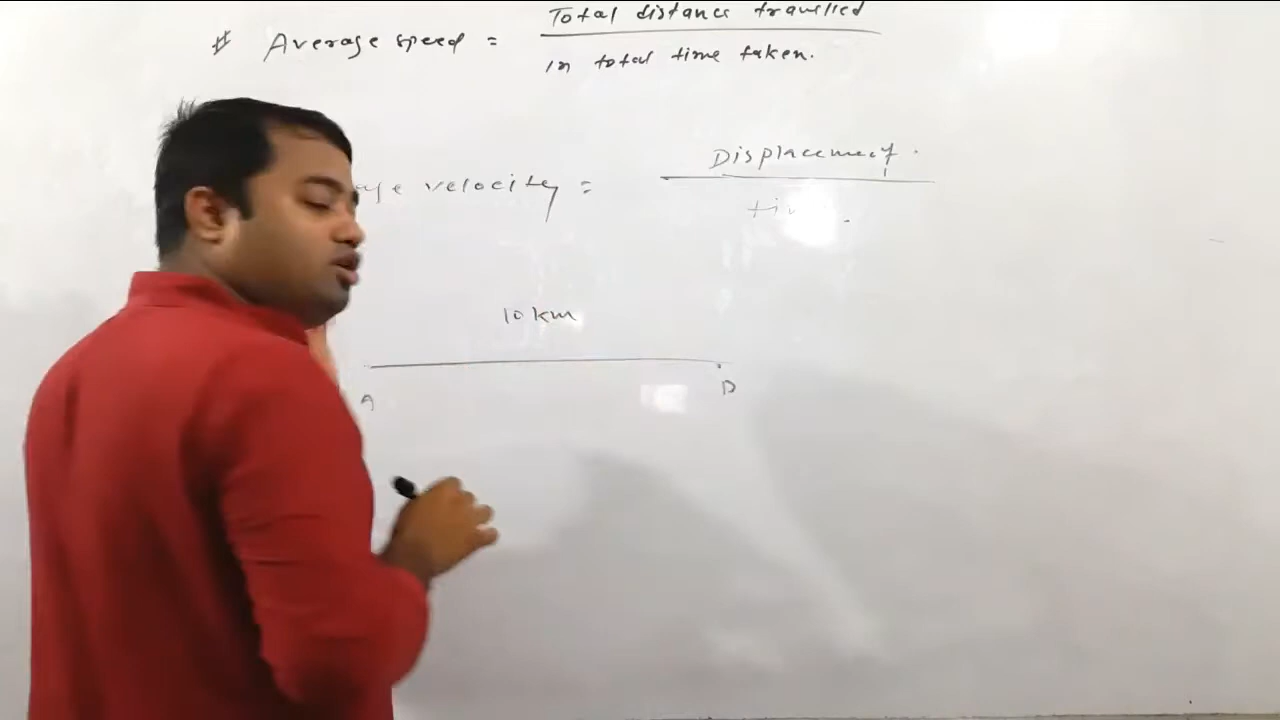 Total distance travelled
# Average speed =
in total time taken.
Displacement.
velocity =
10 km
A
B